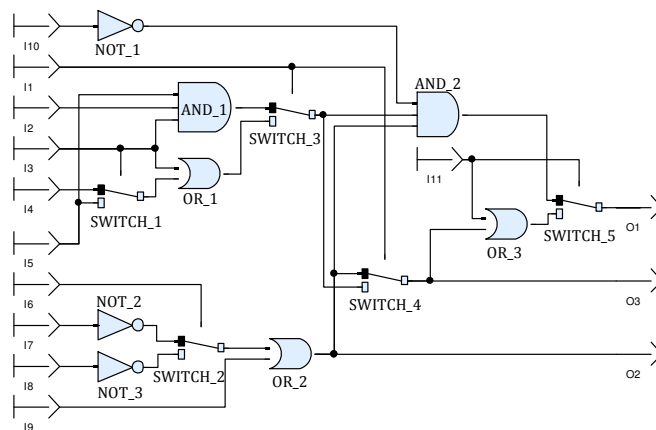 I10
NOT_1
I1
AND_2
AND_1
I2
SWITCH_3
I3
I11
I4
SWITCH_1
OR_1
O1
SWITCH_5
I5
OR_3
O3
I6
NOT_2
SWITCH_4
I7
O2
SWITCH_2
OR_2
I8
NOT_3
I9